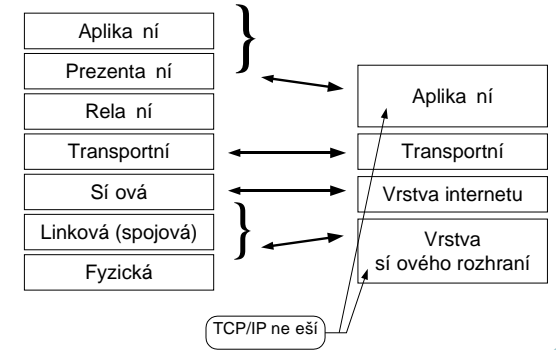 Aplika ní
Prezenta ní
Rela ní
Transportní
Sí ová
Linková (spojová)
Fyzická
Aplika ní
Transportní
Vrstva internetu
Vrstva
sí ového rozhraní
TCP/IP ne eší